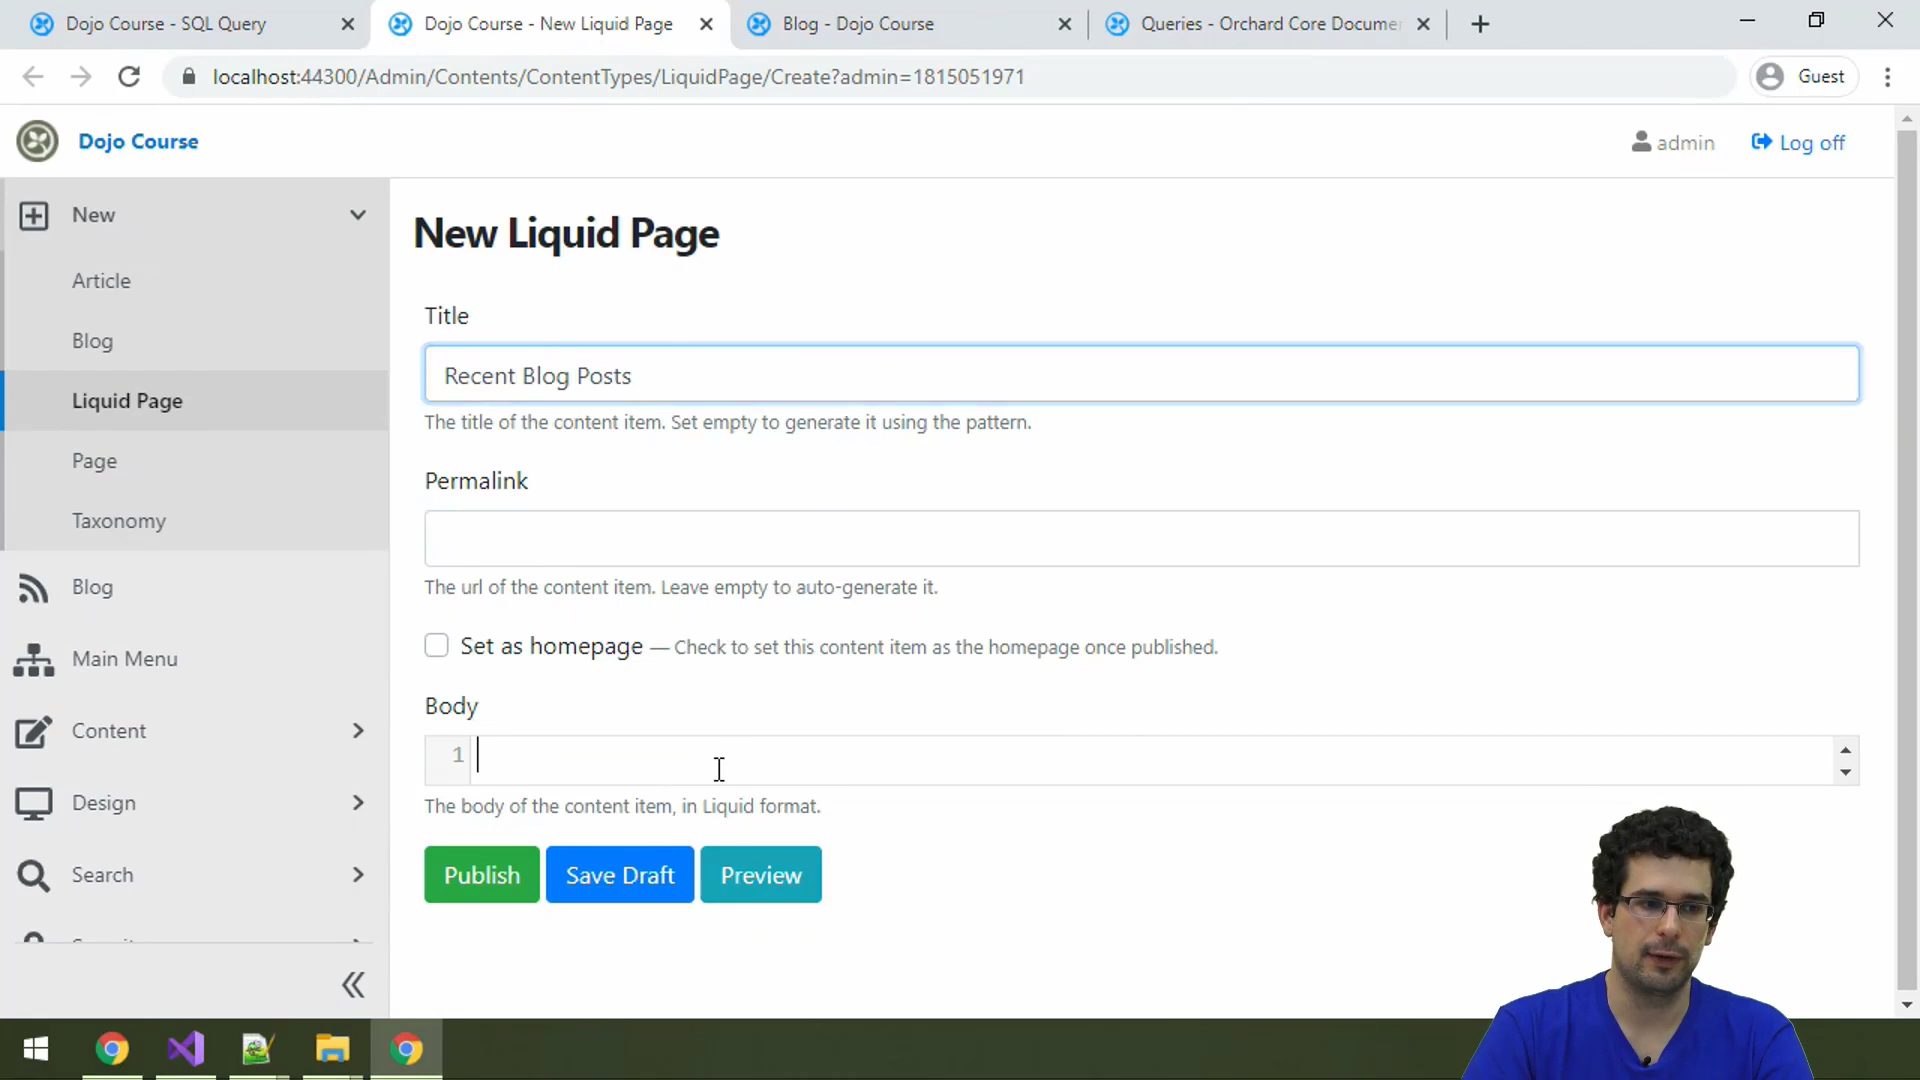 Dojo Course - SQL Query
Dojo Course - New Liquid Page
Blog - Dojo Course
Queries - Orchard Core Documen
localhost:44300/Admin/Contents/ContentTypes/LiquidPage/Create?admin=1815051971
Guest
Dojo Course
admin
Log off
New
Article
Blog
Liquid Page
Page
Taxonomy
Blog
Main Menu
Content
Design
Search
New Liquid Page
Title
Recent Blog Posts
The title of the content item. Set empty to generate it using the pattern.
Permalink
The url of the content item. Leave empty to auto-generate it.
Set as homepage — Check to set this content item as the homepage once published.
Body
1
The body of the content item, in Liquid format.
Publish
Save Draft
Preview